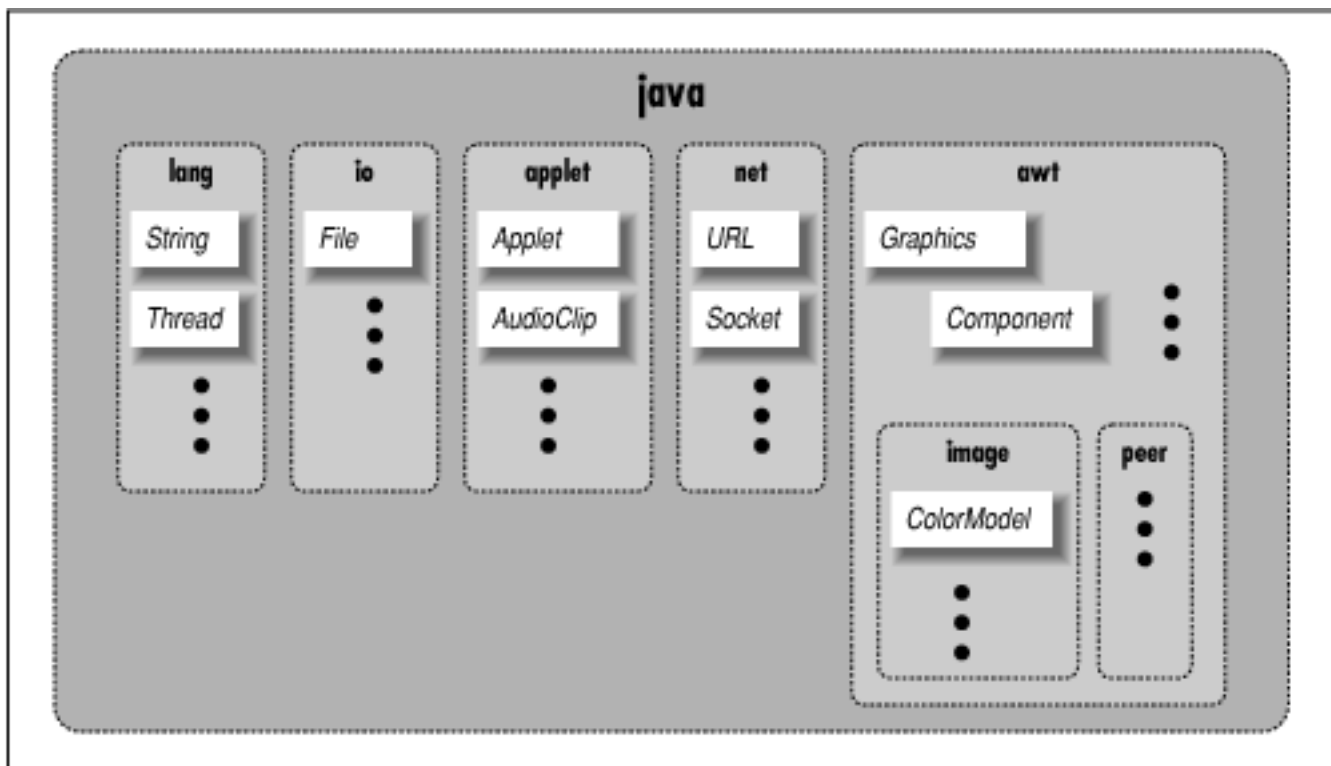 java
lang
String
Thread
io
File
applet
Applet
AudioClip
net
URL
Socket
awt
Graphics
Component
image
ColorModel
peer